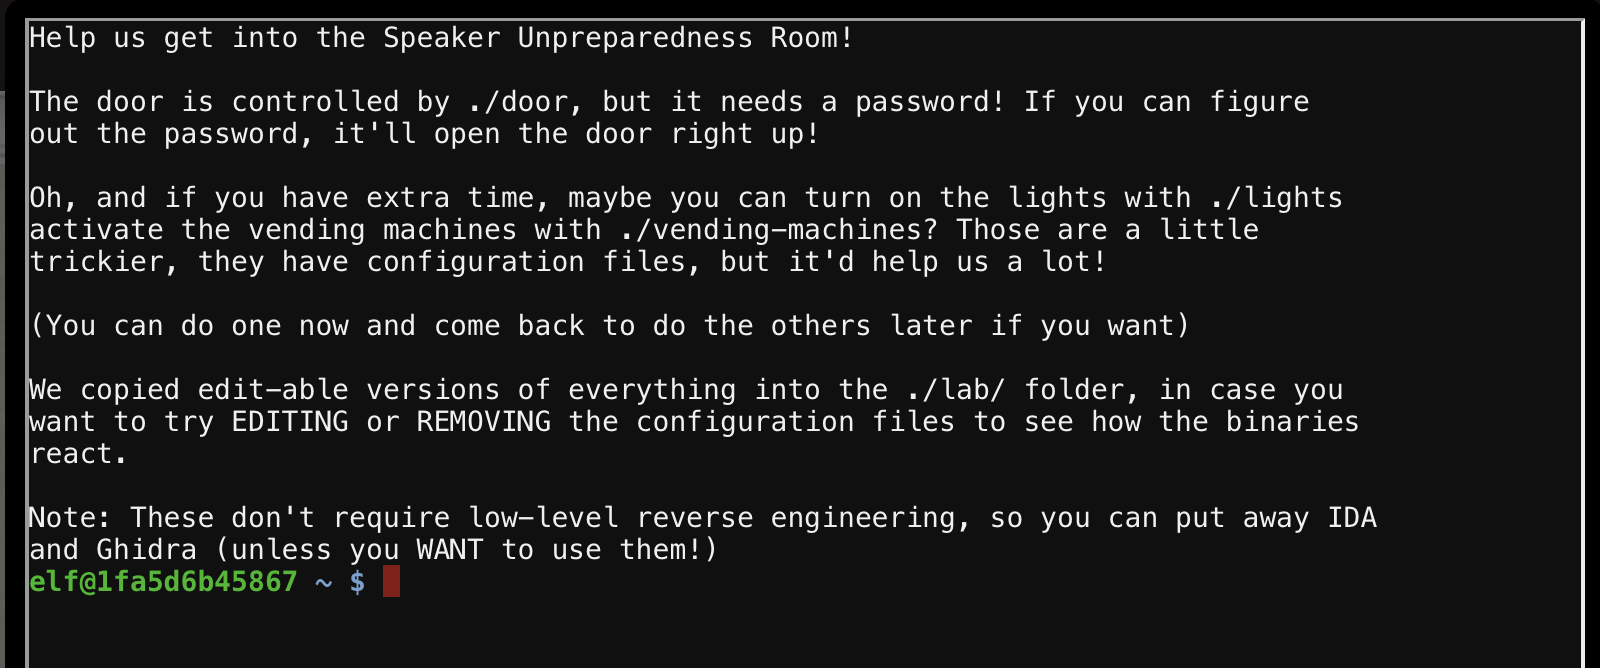 Help us get into the Speaker Unpreparedness Room!
The door is controlled by ./door, but it needs a password! If you can figure
out the password, it'll open the door right up!
Oh, and if you have extra time, maybe you can turn on the lights with ./lights
activate the vending machines with ./vending-machines? Those are a little
trickier, they have configuration files, but it'd help us a lot!
(You can do one now and come back to do the others later if you want)
We copied edit-able versions of everything into the ./lab/ folder, in case you
want to try EDITING or REMOVING the configuration files to see how the binaries
react.
Note: These don't require low-level reverse engineering, so you can put away IDA
and Ghidra (unless you WANT to use them!)
elf@1fa5d6b45867 ~ $